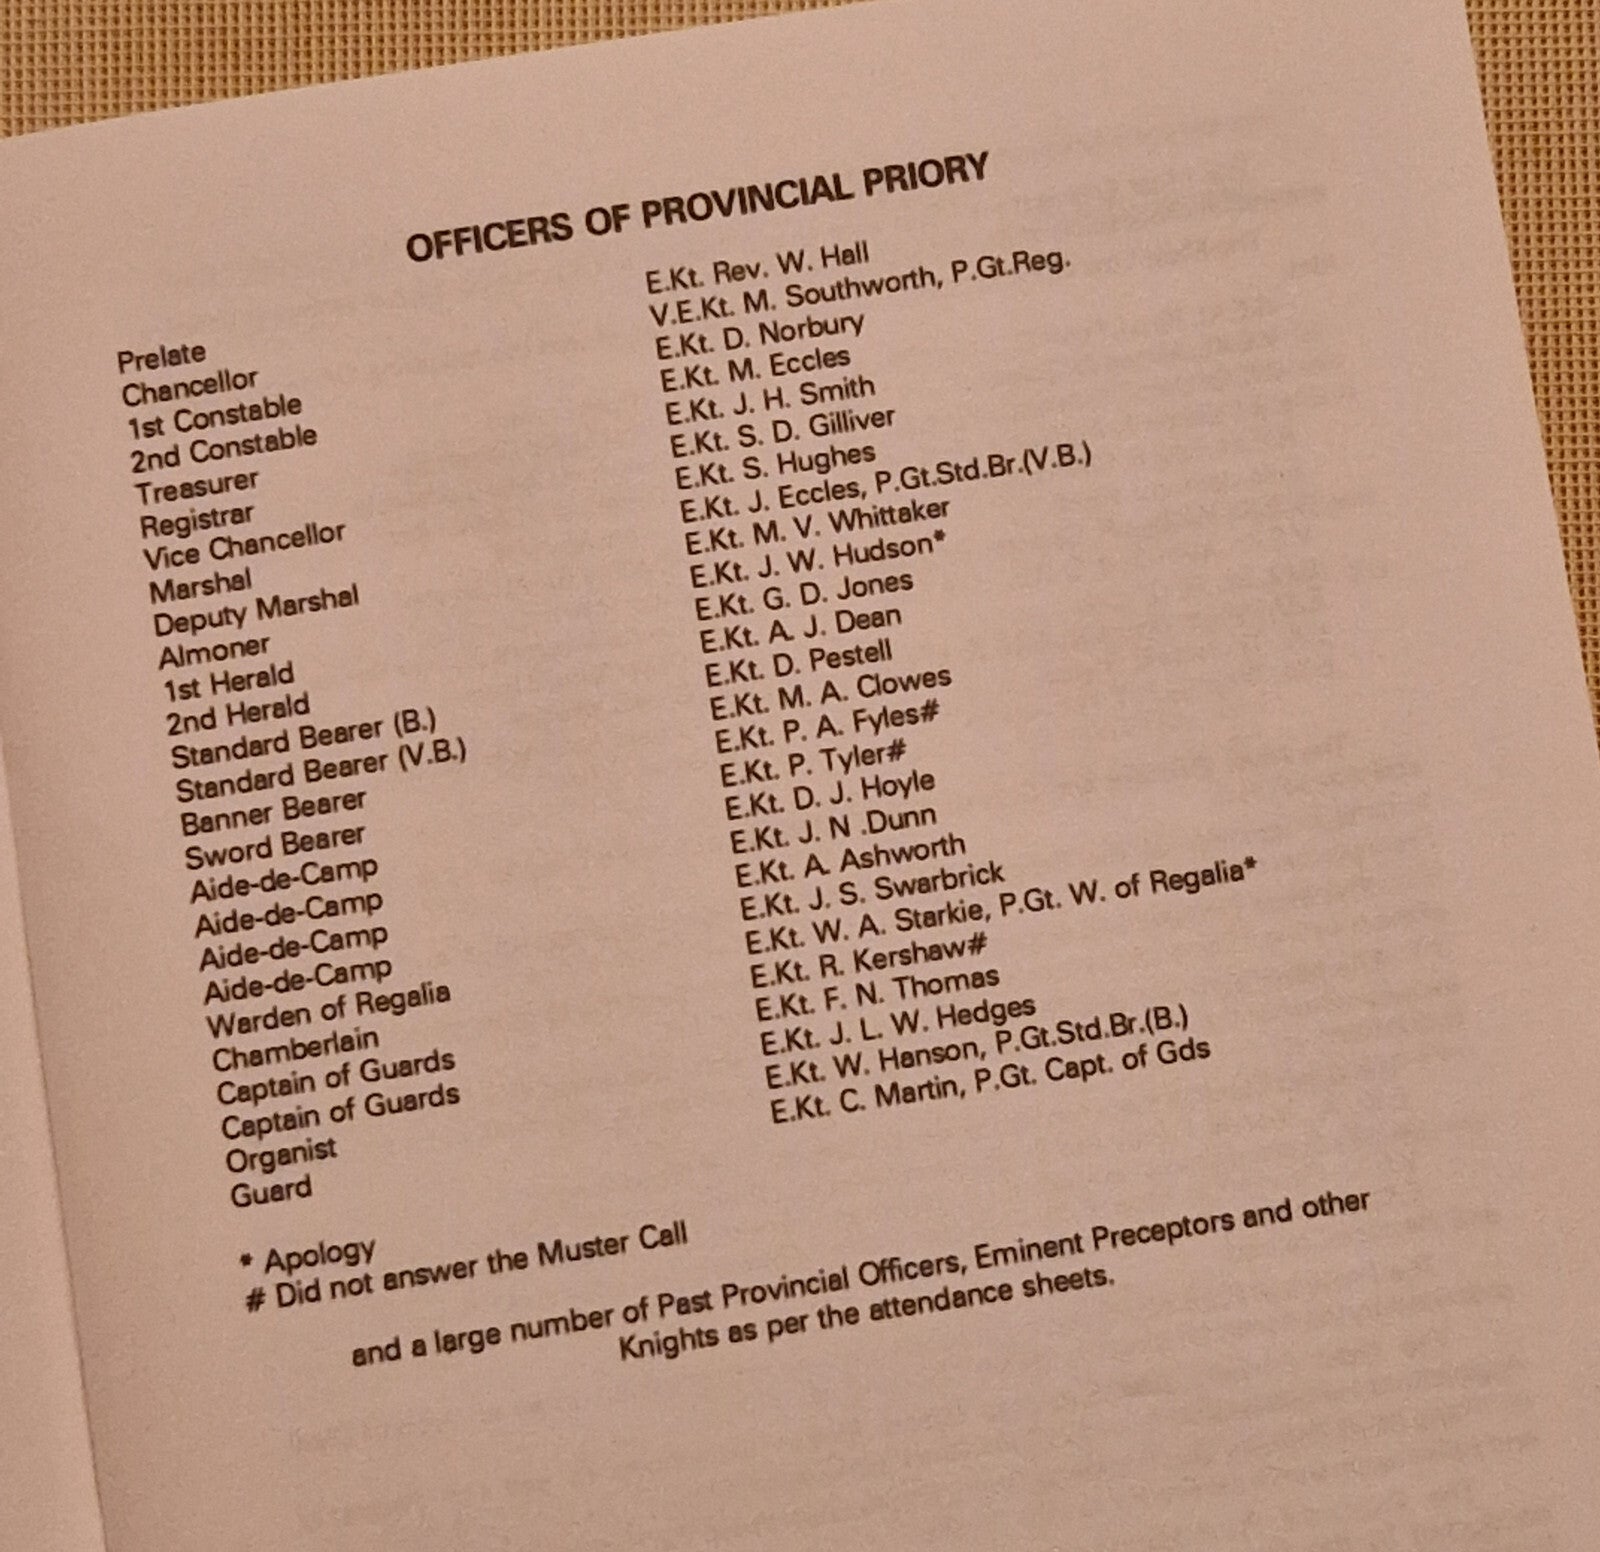 OFFICERS OF PROVINCIAL PRIORY
Prelate E.Kt. Rev. W. Hall
Chancellor V.E.Kt. M. Southworth, P.Gt.Reg.
1st Constable E.Kt. D. Norbury
2nd Constable E.Kt. M. Eccles
Treasurer E.Kt. J. H. Smith
Registrar E.Kt. S. D. Gilliver
Vice Chancellor E.Kt. S. Hughes
Marshal E.Kt. J. Eccles, P.Gt.Std.Br.(V.B.)
Deputy Marshal E.Kt. M. V. Whittaker
Almoner E.Kt. J. W. Hudson*
1st Herald E.Kt. G. D. Jones
2nd Herald E.Kt. A. J. Dean
Standard Bearer (B.) E.Kt. D. Pestell
Standard Bearer (V.B.) E.Kt. M. A. Clowes
Banner Bearer E.Kt. P. A. Fyles#
Sword Bearer E.Kt. P. Tyler#
Aide-de-Camp E.Kt. D. J. Hoyle
Aide-de-Camp E.Kt. J. N .Dunn
Aide-de-Camp E.Kt. A. Ashworth
Aide-de-Camp E.Kt. J. S. Swarbrick
Warden of Regalia E.Kt. W. A. Starkie, P.Gt. W. of Regalia*
Chamberlain E.Kt. R. Kershaw#
Captain of Guards E.Kt. F. N. Thomas
Captain of Guards E.Kt. J. L. W. Hedges
Organist E.Kt. W. Hanson, P.Gt.Std.Br.(B.)
Guard E.Kt. C. Martin, P.Gt. Capt. of Gds
* Apology
# Did not answer the Muster Call
and a large number of Past Provincial Officers, Eminent Preceptors and other
Knights as per the attendance sheets.